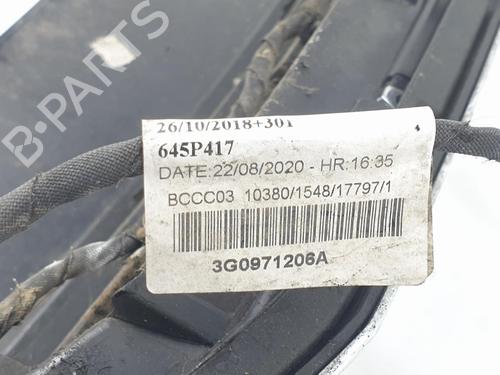 B-PARTS
26/10/2018+301
645P417
DATE:22/08/2020 - HR:16:35
BCCC03 10380/1548/17797/1
3G0971206A